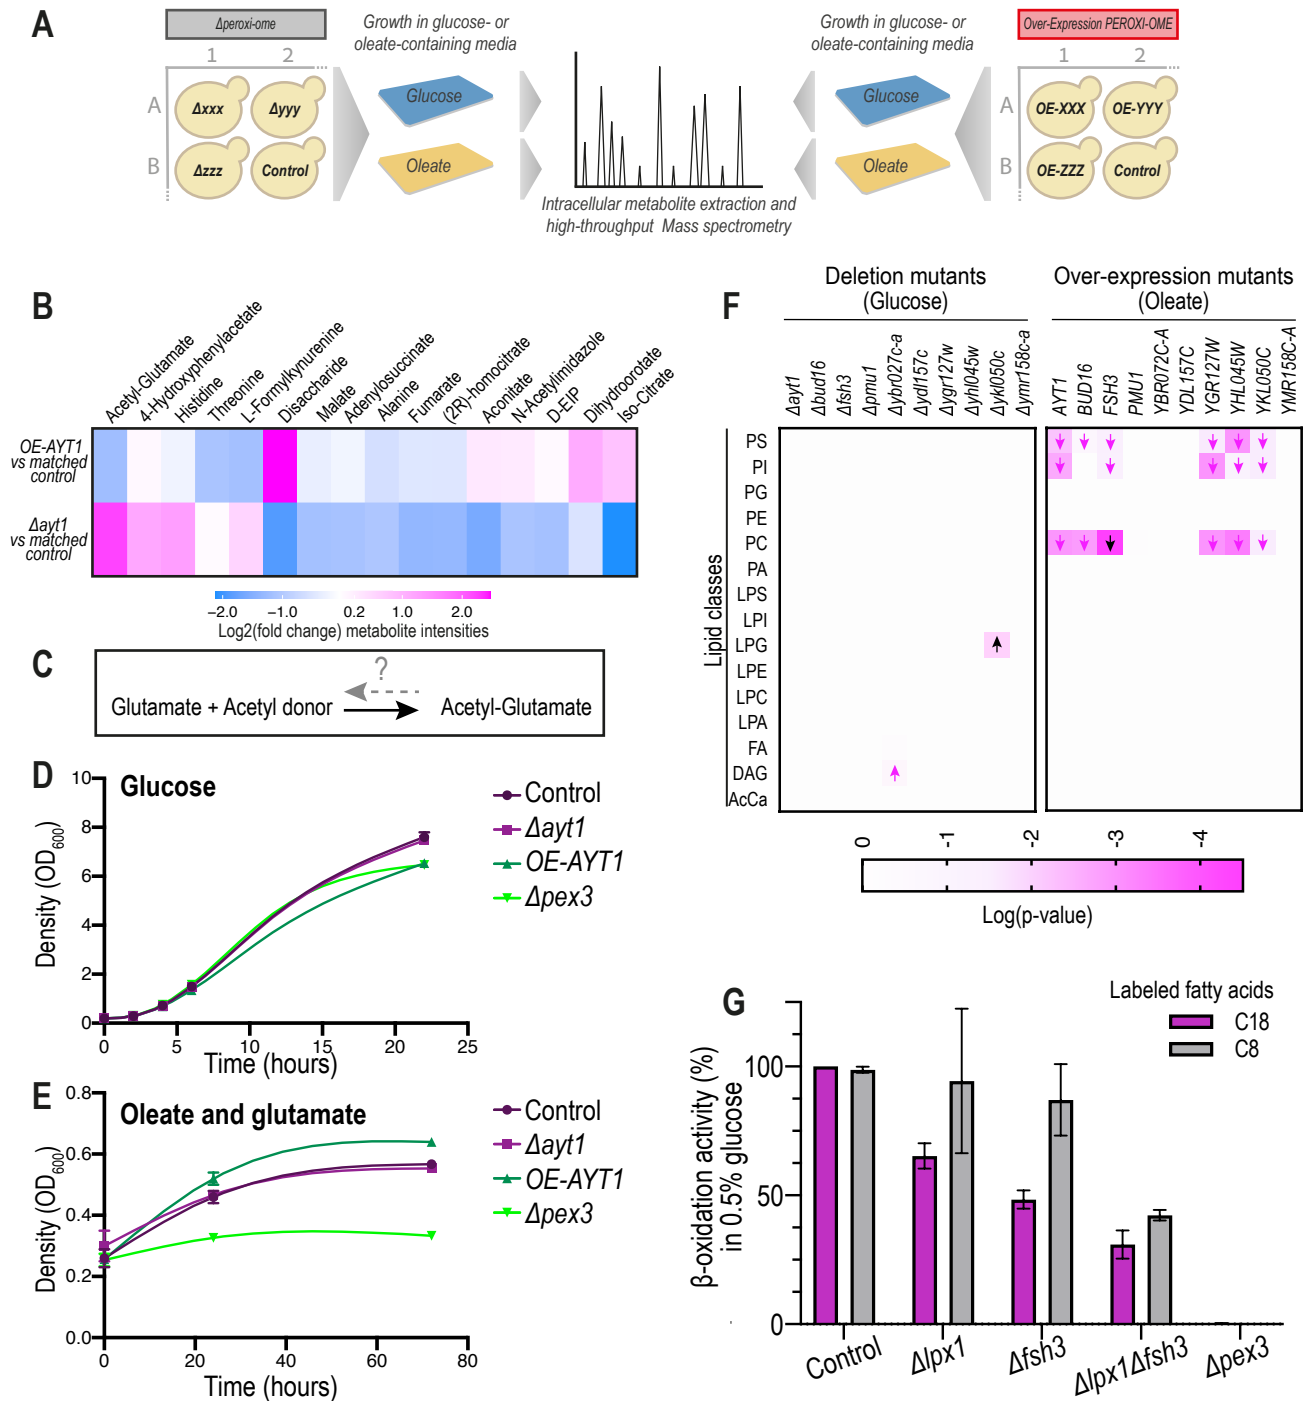 A
Δperoxi-ome
1 2
A
B
Δxxx
Δyyy
Δzzz
Control
Growth in glucose- or
oleate-containing media
Glucose
Oleate
Intracellular metabolite extraction and
high-throughput Mass spectrometry
Growth in glucose- or
oleate-containing media
Glucose
Oleate
Over-Expression PEROXI-OME
1 2
A
B
OE-XXX
OE-YYY
OE-ZZZ
Control
B
Acetyl-Glutamate
4-Hydroxyphenylacetate
Histidine
Threonine
L-Formylkynurenine
Disaccharide
Malate
Adenylosuccinate
Alanine
Fumarate
(2R)-homocitrate
Aconitate
N-Acetylimidazole
D-EIP
Dihydroorotate
Iso-Citrate
OE-AYT1
vs matched
control
Δayt1
vs matched
control
−2.0 −1.0 0.2 1.0 2.0
Log2(fold change) metabolite intensities
C
?
Glutamate + Acetyl donor Acetyl-Glutamate
D
Glucose
Density (OD600)
10
8
6
4
2
0
0 5 10 15 20 25
Time (hours)
Control
Δayt1
OE-AYT1
Δpex3
E
Oleate and glutamate
Density (OD600)
0.8
0.6
0.4
0.2
0.0
0 20 40 60 80
Time (hours)
Control
Δayt1
OE-AYT1
Δpex3
F
Deletion mutants
(Glucose)
Over-expression mutants
(Oleate)
Δayt1
Δbud16
Δfsh3
Δpmu1
Δybr027c-a
Δydl157c
Δygr127w
Δyhl045w
Δykl050c
Δymr158c-a
AYT1
BUD16
FSH3
PMU1
YBR072C-A
YDL157C
YGR127W
YHL045W
YKL050C
YMR158C-A
Lipid classes
PS
PI
PG
PE
PC
PA
LPS
LPI
LPG
LPE
LPC
LPA
FA
DAG
AcCa
0 -1 -2 -3 -4
Log(p-value)
G
Labeled fatty acids
C18
C8
β-oxidation activity (%)
in 0.5% glucose
100
50
0
Control
Δlpx1
Δfsh3
Δlpx1Δfsh3
Δpex3